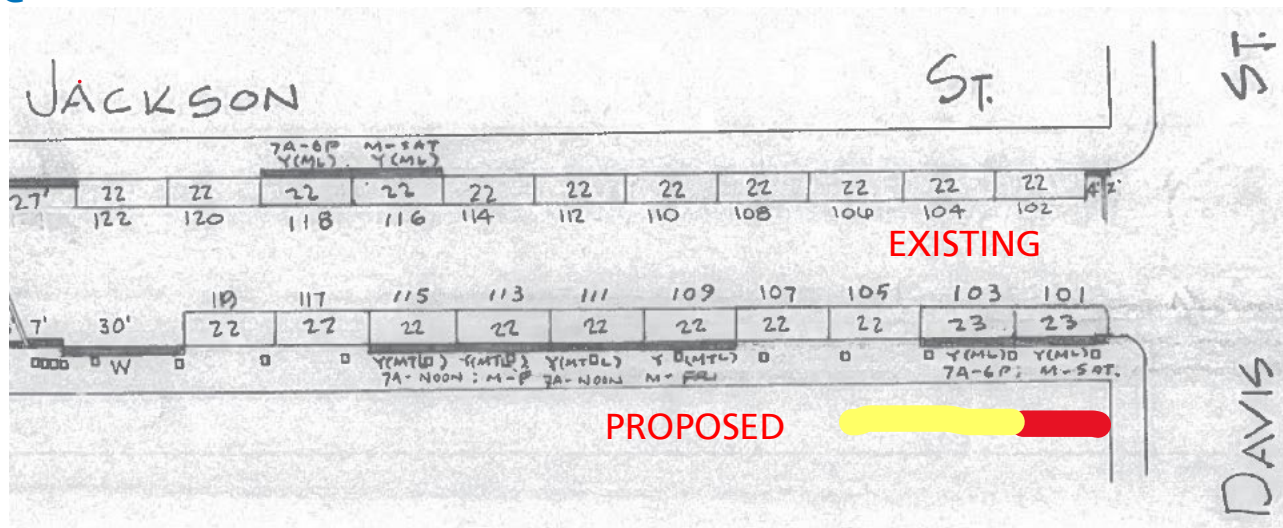 JACKSON ST.
ST.
7A-6P M-SAT
Y(ML) Y(ML)
27' 22 22 22 22 22 22 22 22 22 22 22 4' 2'
122 120 118 116 114 112 110 108 106 104 102
EXISTING
119 117 115 113 111 109 107 105 103 101
7' 30' 22 22 22 22 22 22 22 22 23 23
W Y(MTL) Y(MTL) Y(MTL) Y(MTL) Y(ML) Y(ML)
7A-NOON; M-F 7A-NOON M-FRI 7A-6P; M-SAT.
PROPOSED
DAVIS